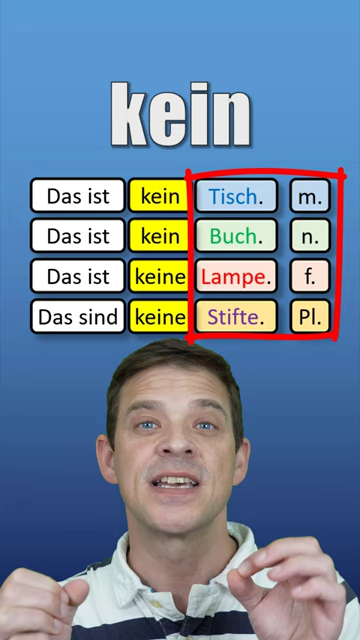 kein
Das ist kein Tisch. m.
Das ist kein Buch. n.
Das ist keine Lampe. f.
Das sind keine Stifte. Pl.